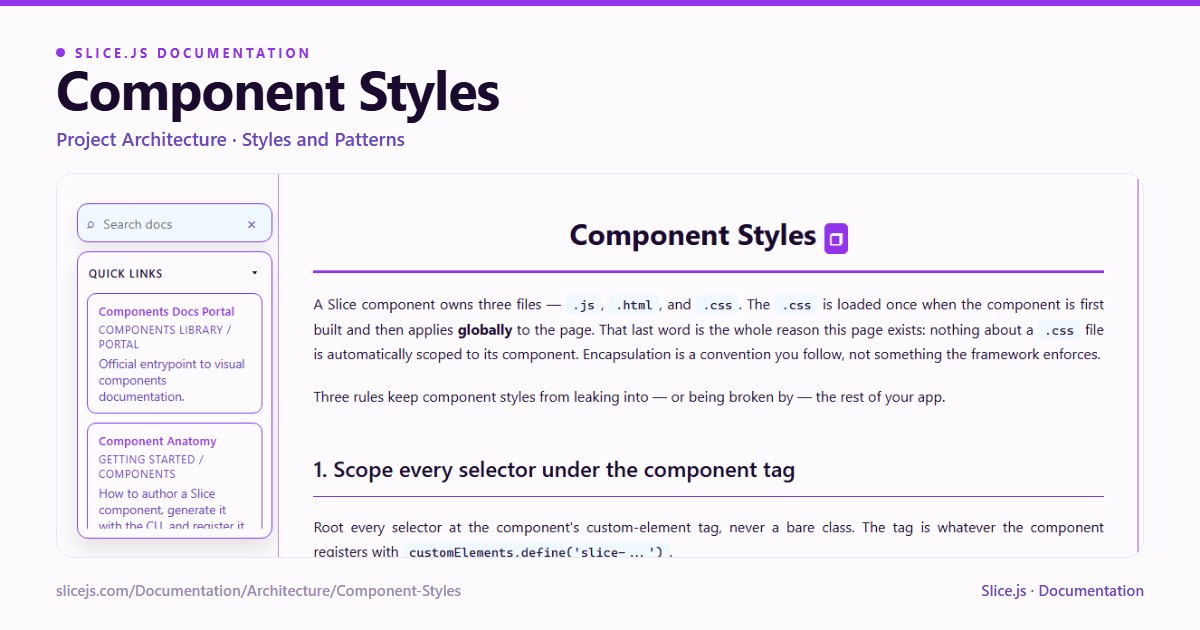 SLICE.JS DOCUMENTATION
Component Styles
Project Architecture · Styles and Patterns
Search docs
QUICK LINKS
Components Docs Portal
COMPONENTS LIBRARY /
PORTAL
Official entrypoint to visual
components
documentation.
Component Anatomy
GETTING STARTED /
COMPONENTS
How to author a Slice
component, generate it
with the CLI, and register it
Component Styles
A Slice component owns three files — .js , .html , and .css . The .css is loaded once when the component is first
built and then applies globally to the page. That last word is the whole reason this page exists: nothing about a .css file
is automatically scoped to its component. Encapsulation is a convention you follow, not something the framework enforces.
Three rules keep component styles from leaking into — or being broken by — the rest of your app.
1. Scope every selector under the component tag
Root every selector at the component's custom-element tag, never a bare class. The tag is whatever the component
registers with customElements.define('slice-...') .
slicejs.com/Documentation/Architecture/Component-Styles
Slice.js · Documentation